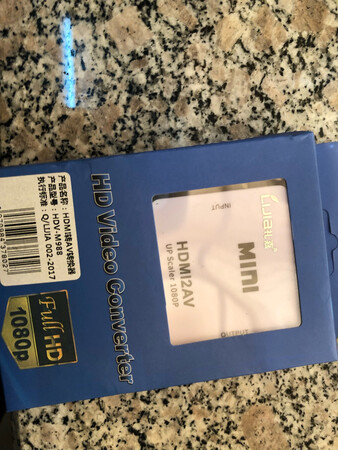 产品名称：HDMI转AV转换器
产品型号：HDV-M988
执行标准：Q/LIJIA 002-2017
Full HD
1080p
HD Video Converter
LIJIA
INPUT
MINI
HDMI2AV
UP Scaler 1080P